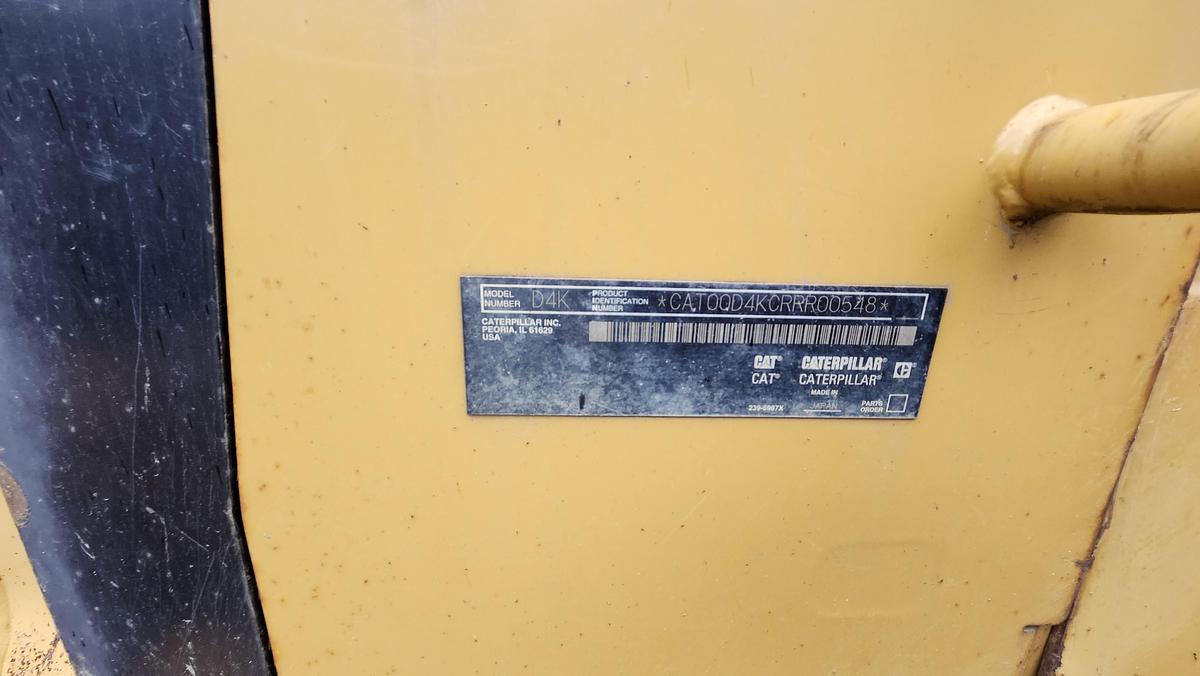 MODEL NUMBER D4K PRODUCT IDENTIFICATION NUMBER *CAT00D4KCRRR00548*
CATERPILLAR INC.
PEORIA, IL 61629
USA
CAT® CATERPILLAR®
CAT® CATERPILLAR®
MADE IN
239-6987X JAPAN PARTS ORDER